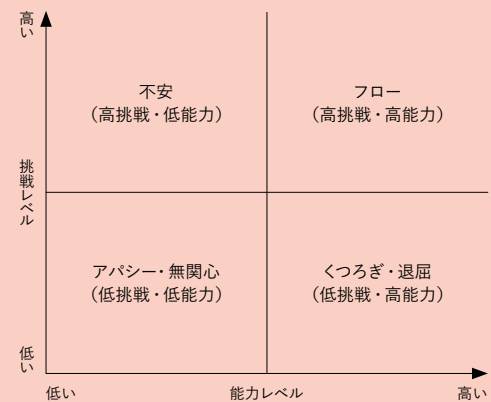 高い
不安
(高挑戦・低能力)
フロー
(高挑戦・高能力)
挑戦レベル
アパシー・無関心
(低挑戦・低能力)
くつろぎ・退屈
(低挑戦・高能力)
低い
低い
能力レベル
高い